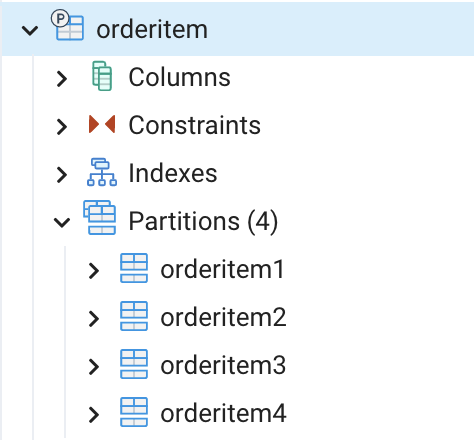 P orderitem
Columns
Constraints
Indexes
Partitions (4)
orderitem1
orderitem2
orderitem3
orderitem4